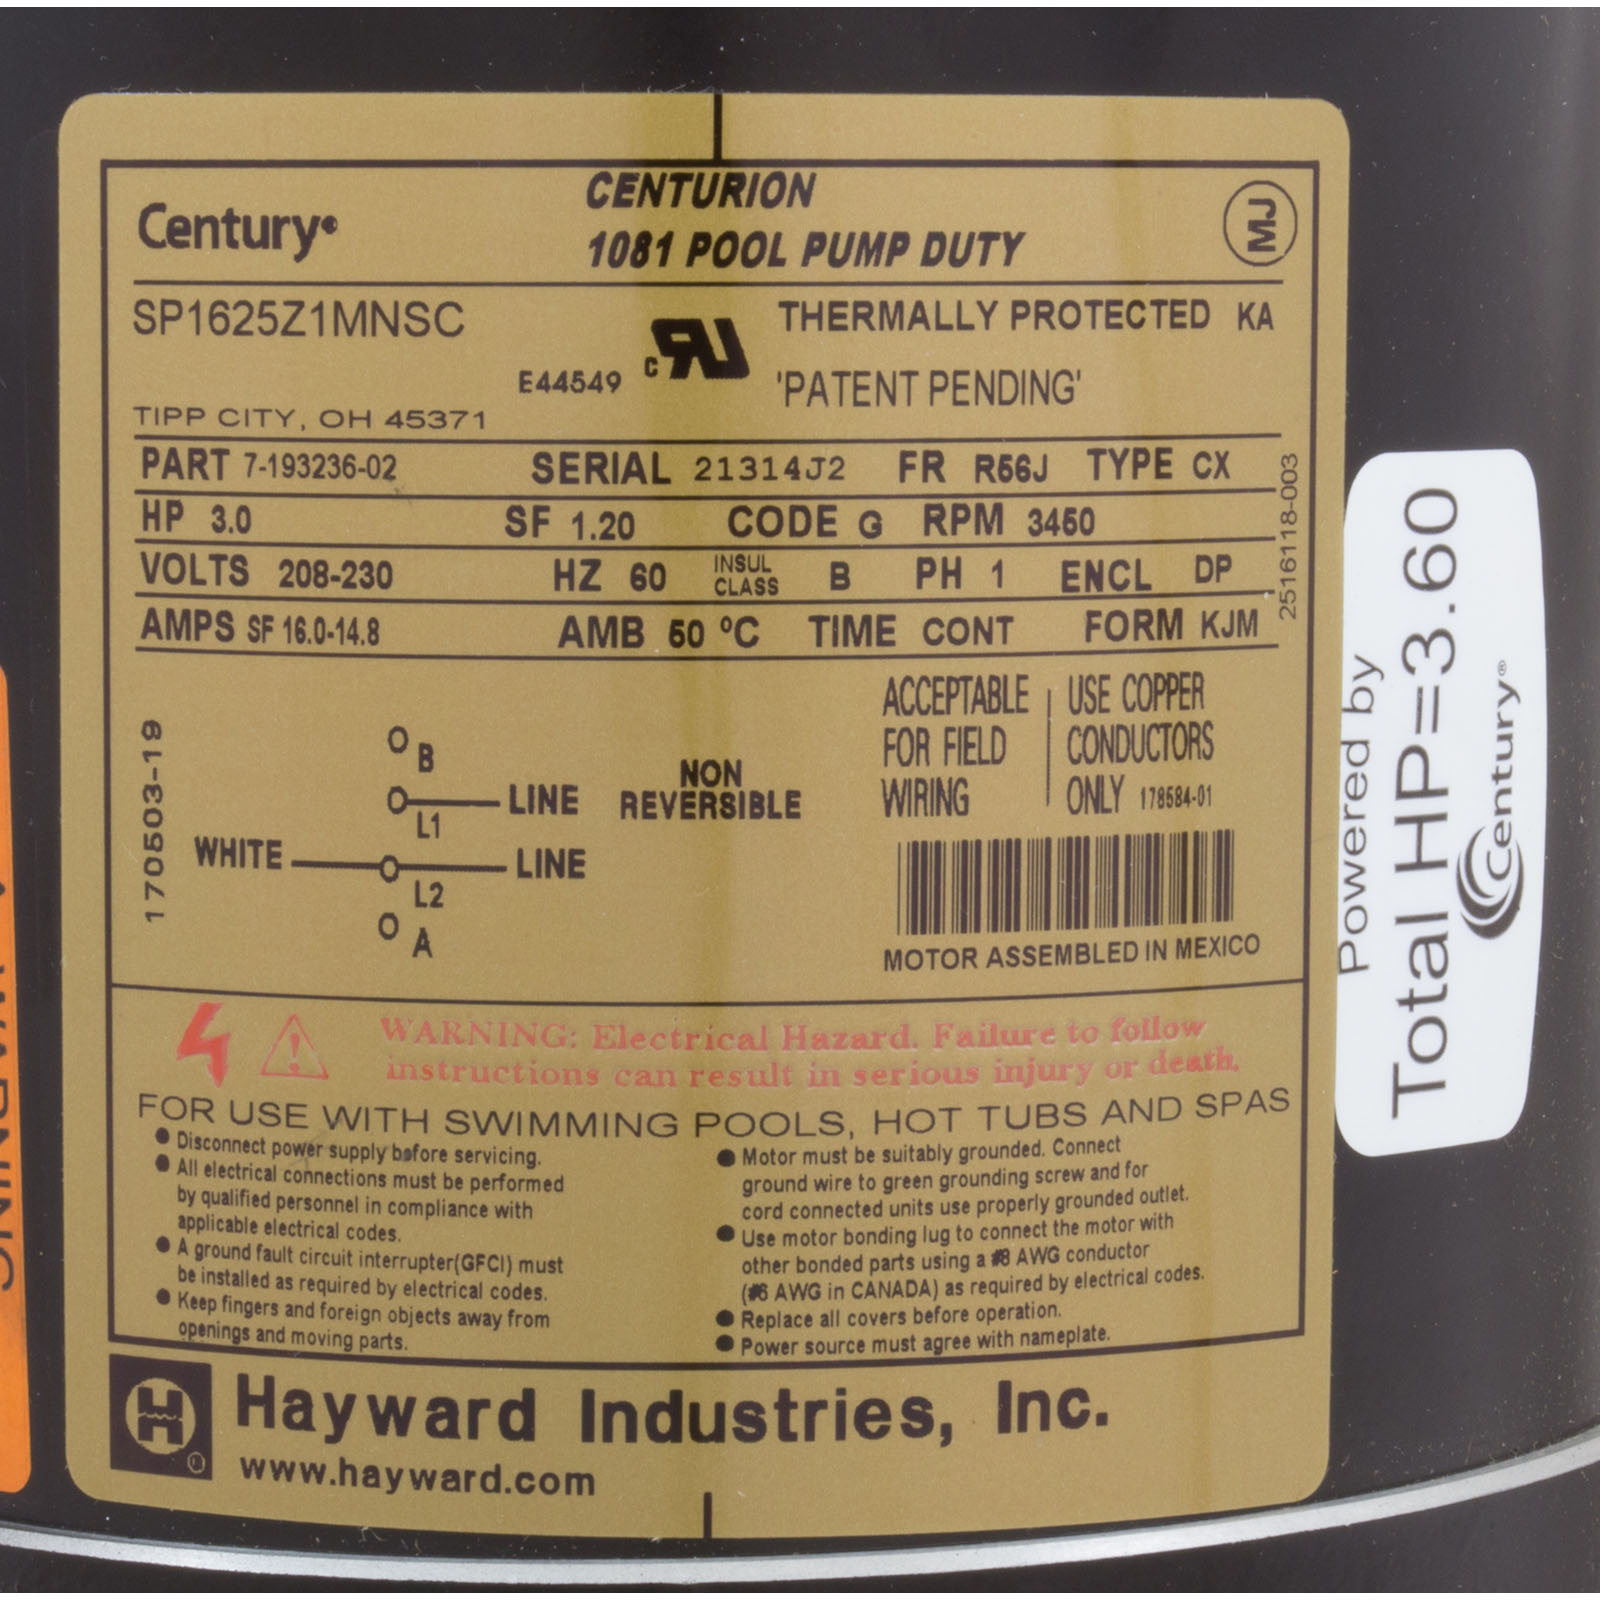 CENTURION
Century®
1081 POOL PUMP DUTY
MJ
SP1625Z1MNSC
THERMALLY PROTECTED KA
E44549
c RU
'PATENT PENDING'
TIPP CITY, OH 45371
PART 7-193236-02 SERIAL 21314J2 FR R56J TYPE CX
HP 3.0 SF 1.20 CODE G RPM 3450
VOLTS 208-230 HZ 60 INSUL CLASS B PH 1 ENCL DP
AMPS SF 16.0-14.8 AMB 50 °C TIME CONT FORM KJM
2516118-003
170503-19
B
LINE
L1
WHITE
LINE
L2
A
NON
REVERSIBLE
ACCEPTABLE
FOR FIELD
WIRING
USE COPPER
CONDUCTORS
ONLY 178584-01
MOTOR ASSEMBLED IN MEXICO
WARNING: Electrical Hazard. Failure to follow
instructions can result in serious injury or death.
FOR USE WITH SWIMMING POOLS, HOT TUBS AND SPAS
● Disconnect power supply before servicing.
● All electrical connections must be performed
by qualified personnel in compliance with
applicable electrical codes.
● A ground fault circuit interrupter(GFCI) must
be installed as required by electrical codes.
● Keep fingers and foreign objects away from
openings and moving parts.
● Motor must be suitably grounded. Connect
ground wire to green grounding screw and for
cord connected units use properly grounded outlet.
● Use motor bonding lug to connect the motor with
other bonded parts using a #8 AWG conductor
(#6 AWG in CANADA) as required by electrical codes.
● Replace all covers before operation.
● Power source must agree with nameplate.
H
Hayward Industries, Inc.
www.hayward.com
Powered by
Total HP=3.60
Century®